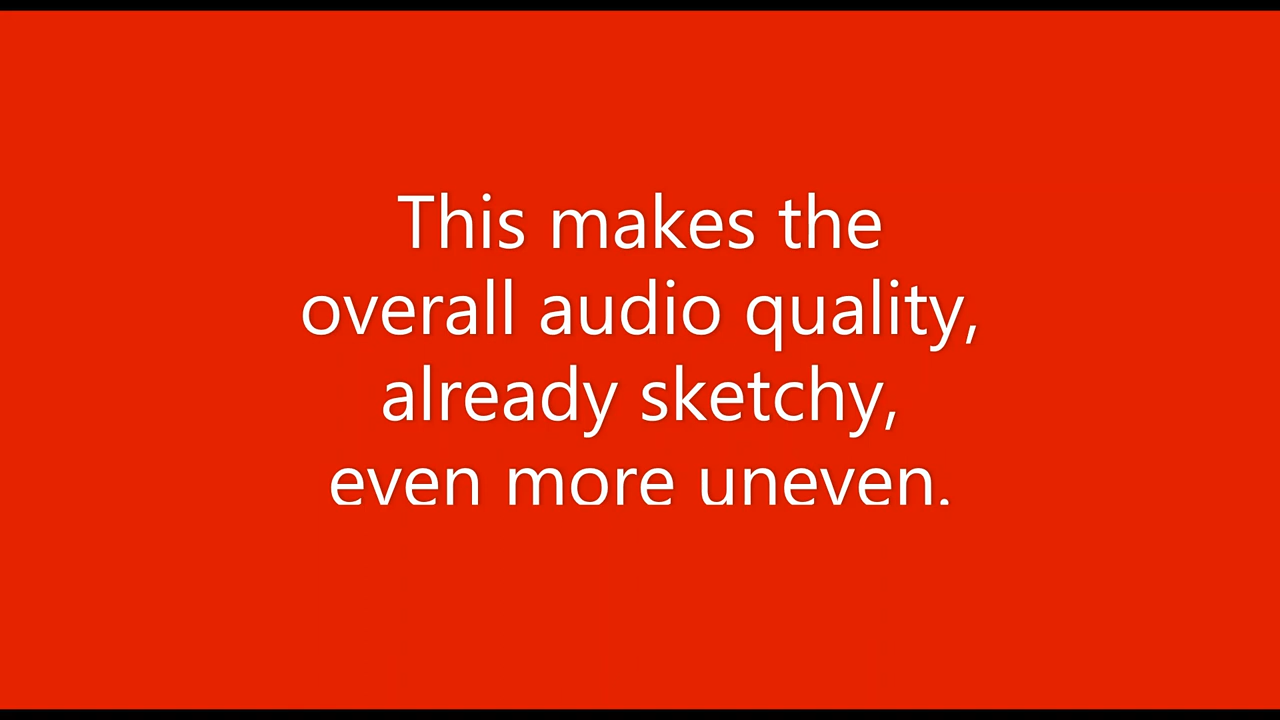 This makes the
overall audio quality,
already sketchy,
even more uneven.